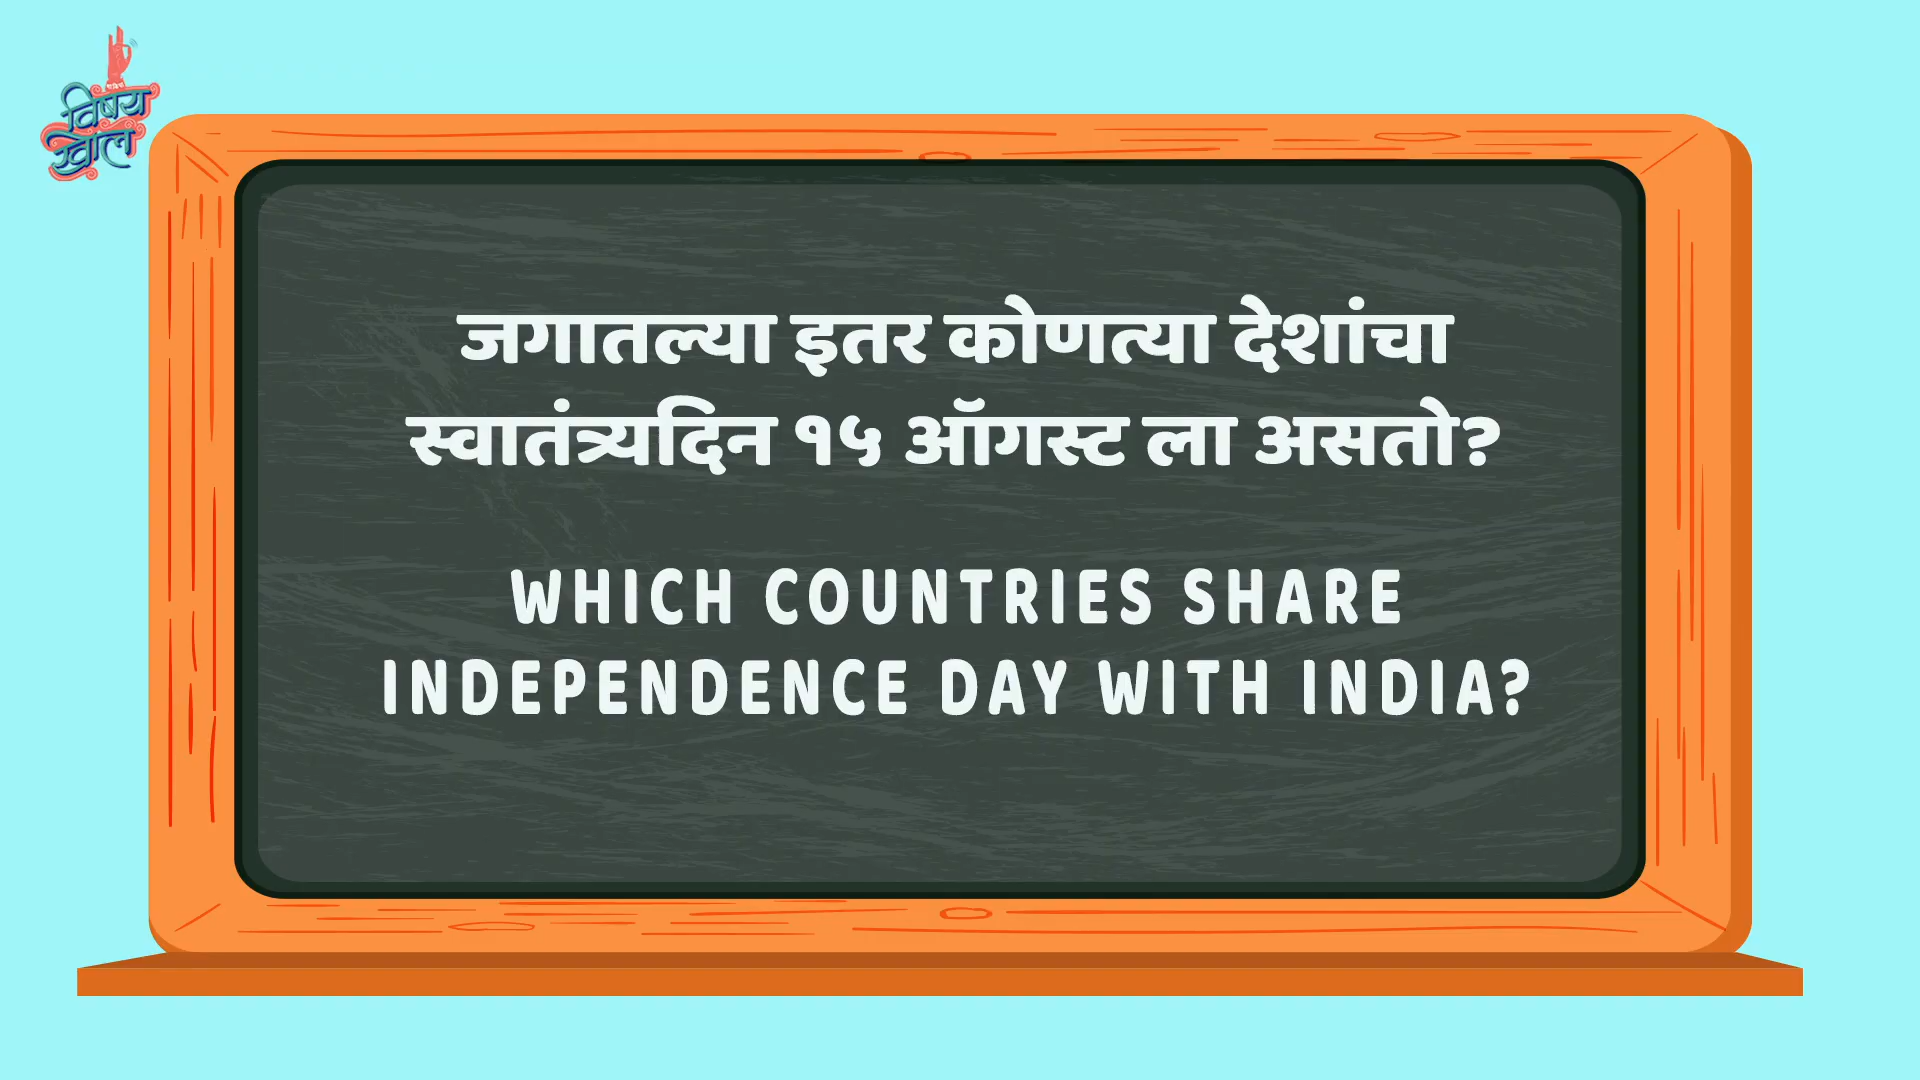 विषय
खोल
जगातल्या इतर कोणत्या देशांचा
स्वातंत्र्यदिन १५ ऑगस्ट ला असतो?
WHICH COUNTRIES SHARE
INDEPENDENCE DAY WITH INDIA?